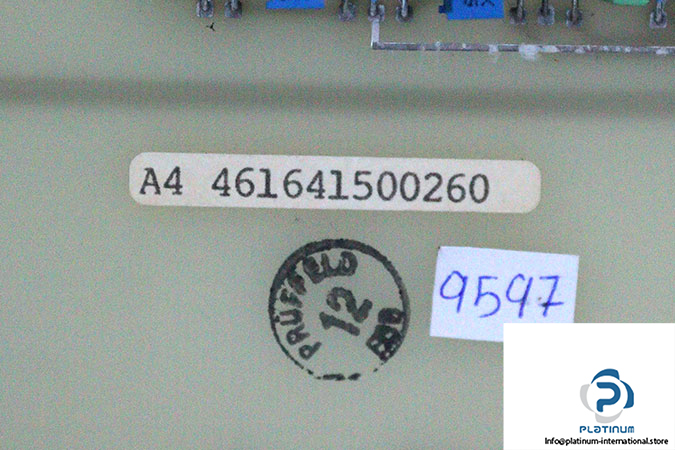 A4 461641500260
PRÜFFELD
12
9597
PLATINUM
Info@platinum-international.store